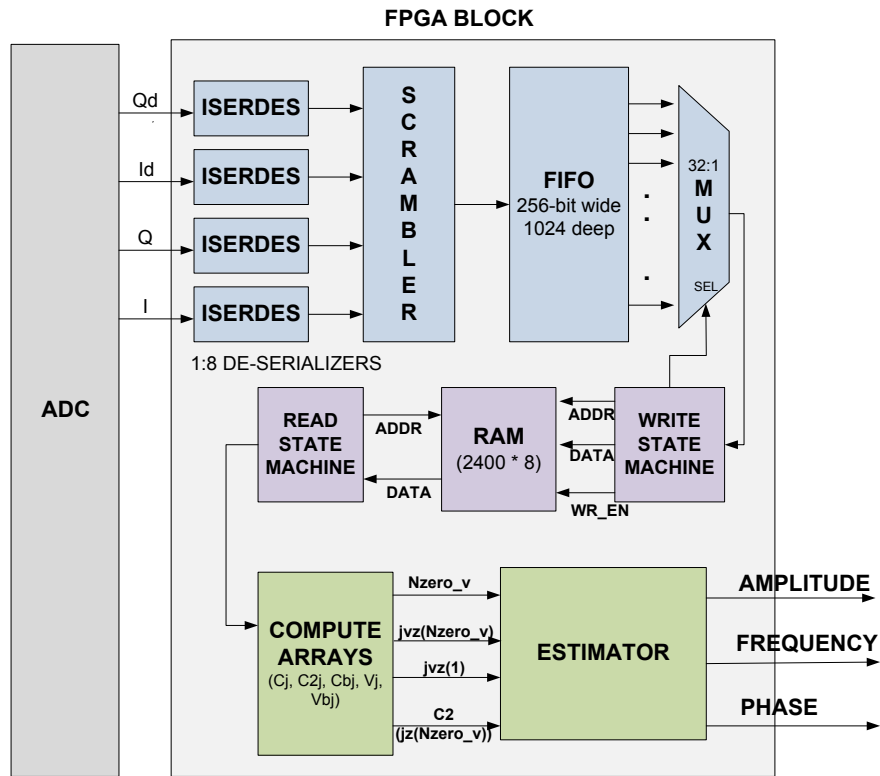 FPGA BLOCK
ADC
Qd
Id
Q
I
ISERDES
ISERDES
ISERDES
ISERDES
1:8 DE-SERIALIZERS
SCRAMBLER
FIFO
256-bit wide
1024 deep
32:1
MUX
SEL
READ
STATE
MACHINE
ADDR
DATA
RAM
(2400 * 8)
ADDR
DATA
WR_EN
WRITE
STATE
MACHINE
COMPUTE
ARRAYS
(Cj, C2j, Cbj, Vj,
Vbj)
Nzero_v
jvz(Nzero_v)
jvz(1)
C2
(jz(Nzero_v))
ESTIMATOR
AMPLITUDE
FREQUENCY
PHASE